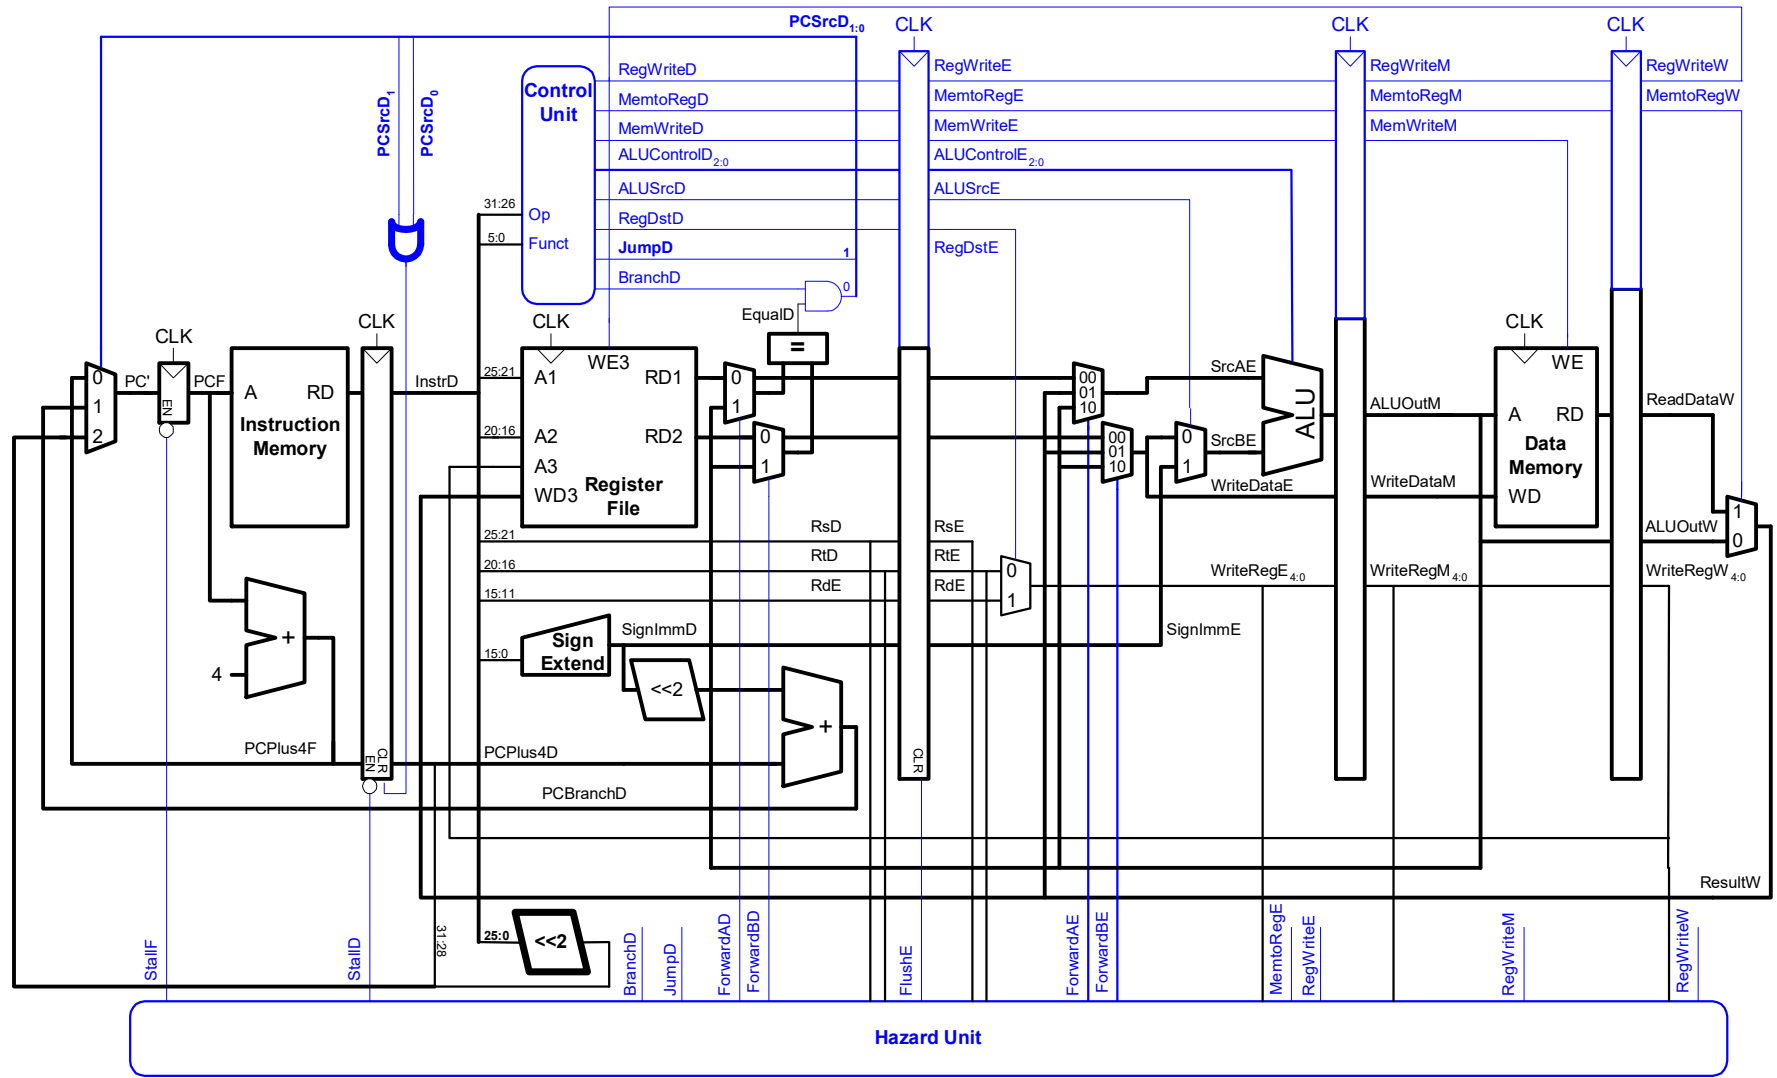 PCSrcD1:0
CLK
CLK
CLK
RegWriteD
RegWriteE
RegWriteM
RegWriteW
Control
Unit
MemtoRegD
MemtoRegE
MemtoRegM
MemtoRegW
PCSrcD1
PCSrcD0
MemWriteD
MemWriteE
MemWriteM
ALUControlD2:0
ALUControlE2:0
ALUSrcD
ALUSrcE
31:26
Op
RegDstD
5:0
Funct
JumpD
1
RegDstE
BranchD
0
EqualD
CLK
CLK
CLK
CLK
=
WE3
WE
0
1
2
PC'
EN
PCF
A
RD
Instruction
Memory
InstrD
25:21
A1
RD1
0
1
00
01
10
SrcAE
ALU
ALUOutM
A
RD
ReadDataW
20:16
A2
RD2
0
1
00
01
10
0
1
SrcBE
Data
Memory
A3
WD3
Register
File
WriteDataE
WriteDataM
WD
1
0
25:21
RsD
RsE
ALUOutW
20:16
RtD
RtE
0
1
WriteRegE4:0
WriteRegM4:0
WriteRegW4:0
15:11
RdE
RdE
+
4
15:0
Sign
Extend
SignImmD
SignImmE
<<2
+
PCPlus4F
EN
CLR
PCPlus4D
CLR
PCBranchD
ResultW
25:0
<<2
31:28
StallF
StallD
BranchD
JumpD
ForwardAD
ForwardBD
FlushE
ForwardAE
ForwardBE
MemtoRegE
RegWriteE
RegWriteM
RegWriteW
Hazard Unit